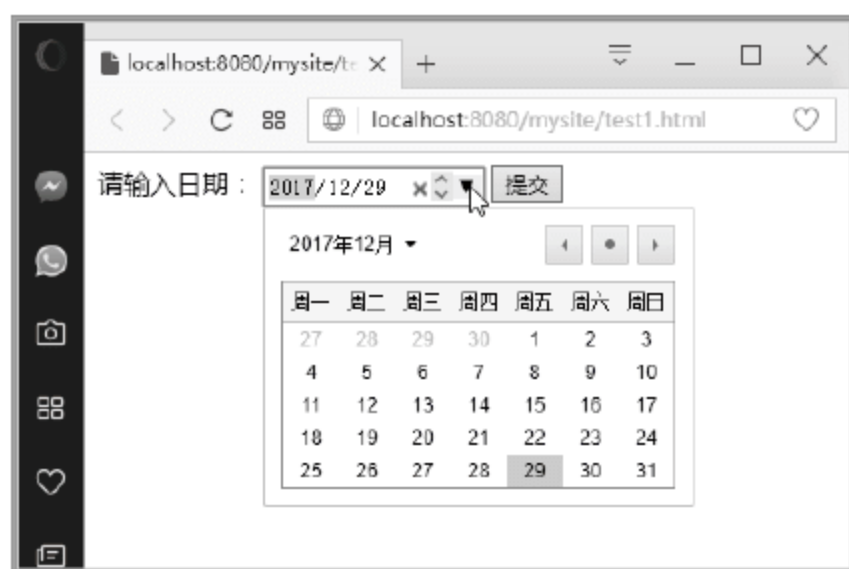 localhost:8080/mysite/te
localhost:8080/mysite/test1.html
请输入日期： 2017/12/29 提交
2017年12月
周一 周二 周三 周四 周五 周六 周日
27 28 29 30 1 2 3
4 5 6 7 8 9 10
11 12 13 14 15 16 17
18 19 20 21 22 23 24
25 26 27 28 29 30 31